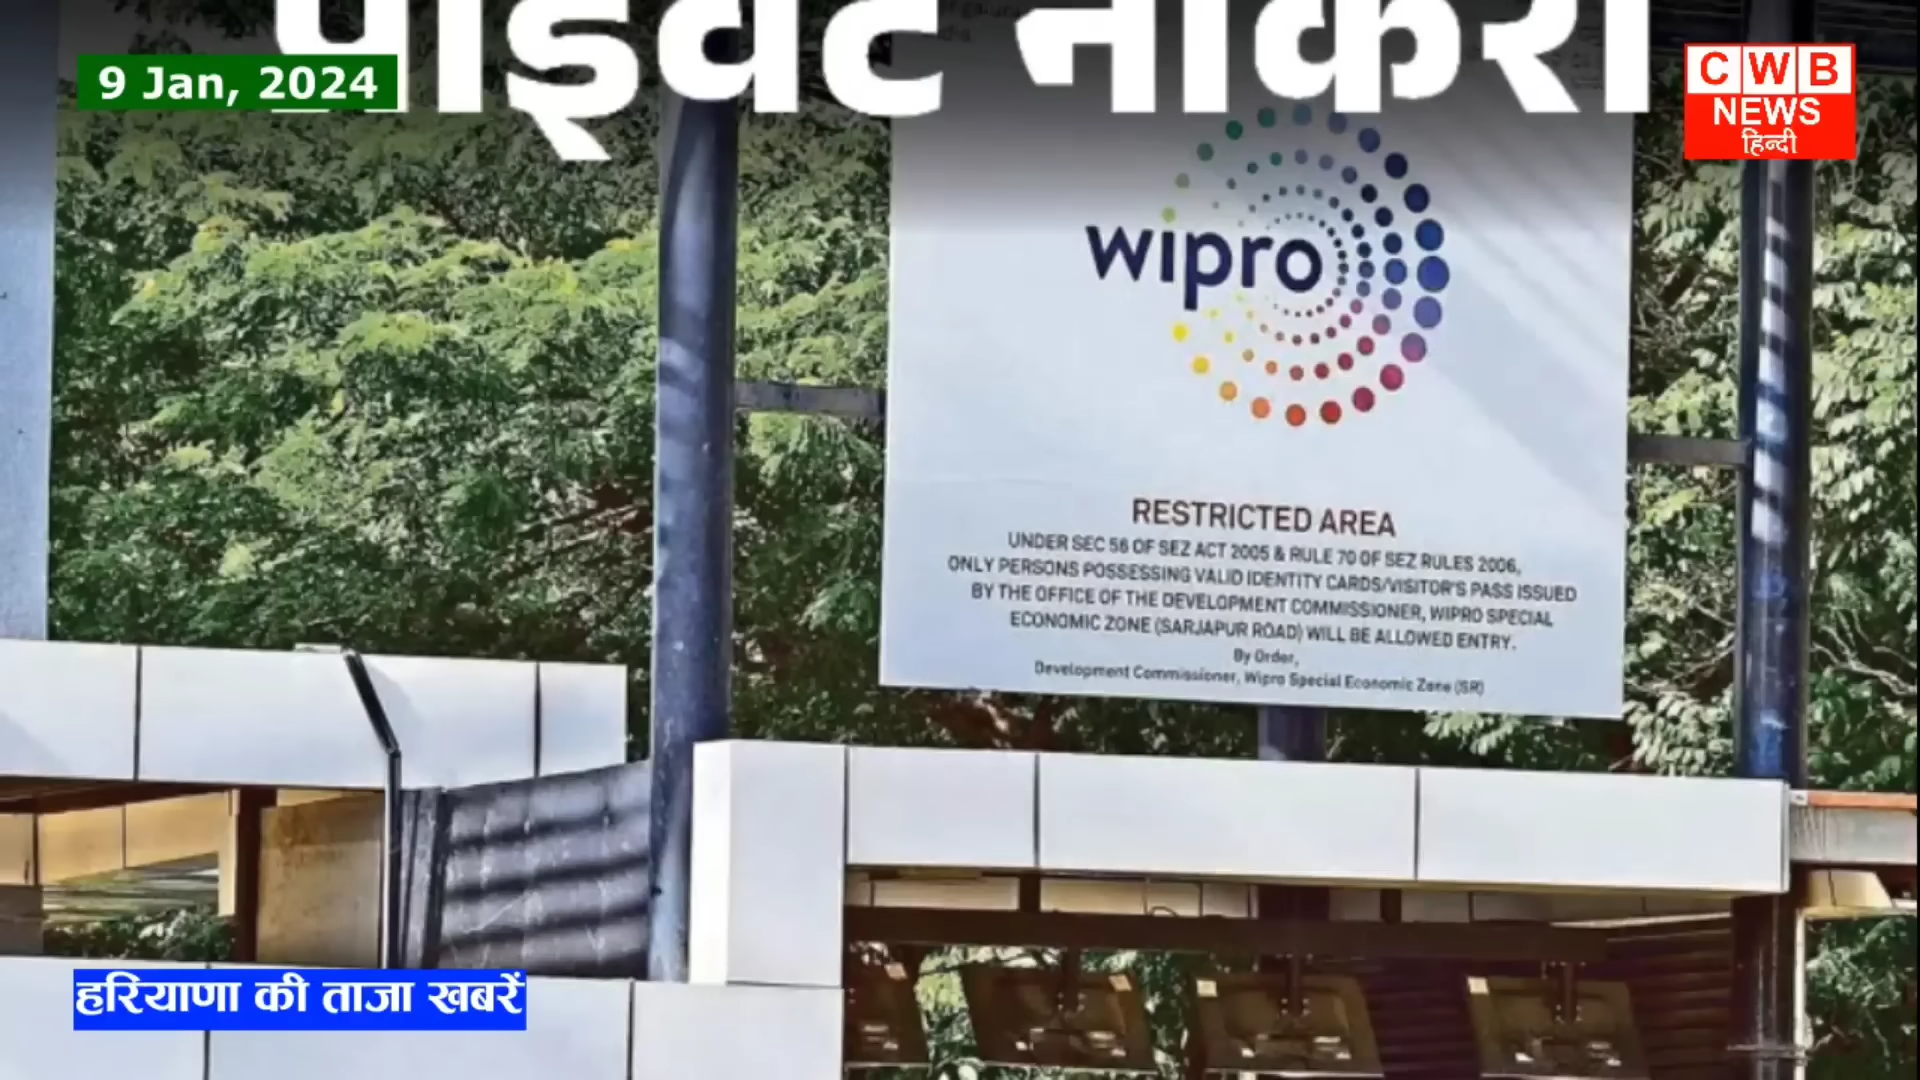 प्राइवेट नौकरी
9 Jan, 2024
CWB
NEWS
हिन्दी
wipro
RESTRICTED AREA
UNDER SEC 56 OF SEZ ACT 2005 & RULE 70 OF SEZ RULES 2006,
ONLY PERSONS POSSESSING VALID IDENTITY CARDS/VISITOR'S PASS ISSUED
BY THE OFFICE OF THE DEVELOPMENT COMMISSIONER, WIPRO SPECIAL
ECONOMIC ZONE (SARJAPUR ROAD) WILL BE ALLOWED ENTRY.
By Order,
Development Commissioner, Wipro Special Economic Zone (SR)
हरियाणा की ताजा खबरें